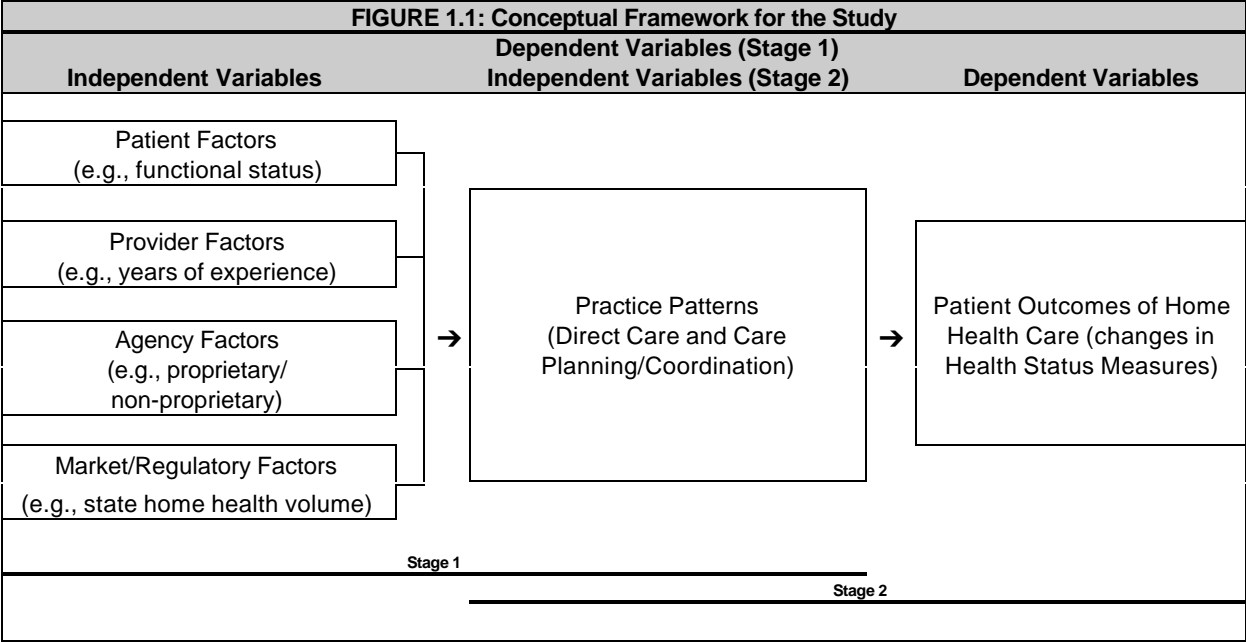 FIGURE 1.1: Conceptual Framework for the Study
Independent Variables
Dependent Variables (Stage 1)
Independent Variables (Stage 2)
Dependent Variables
Patient Factors
(e.g., functional status)
Provider Factors
(e.g., years of experience)
Agency Factors
(e.g., proprietary/
non-proprietary)
Market/Regulatory Factors
(e.g., state home health volume)
➔
Practice Patterns
(Direct Care and Care
Planning/Coordination)
➔
Patient Outcomes of Home
Health Care (changes in
Health Status Measures)
Stage 1
Stage 2